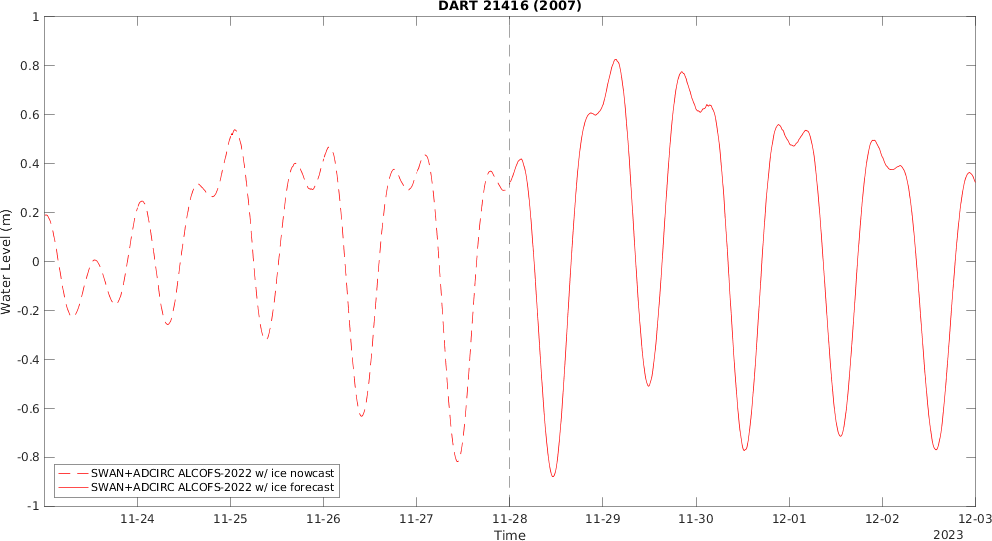 DART 21416 (2007)
1
0.8
0.6
0.4
0.2
0
-0.2
-0.4
-0.6
-0.8
-1
Water Level (m)
SWAN+ADCIRC ALCOFS-2022 w/ ice nowcast
SWAN+ADCIRC ALCOFS-2022 w/ ice forecast
11-24 11-25 11-26 11-27 11-28 11-29 11-30 12-01 12-02 12-03
Time
2023